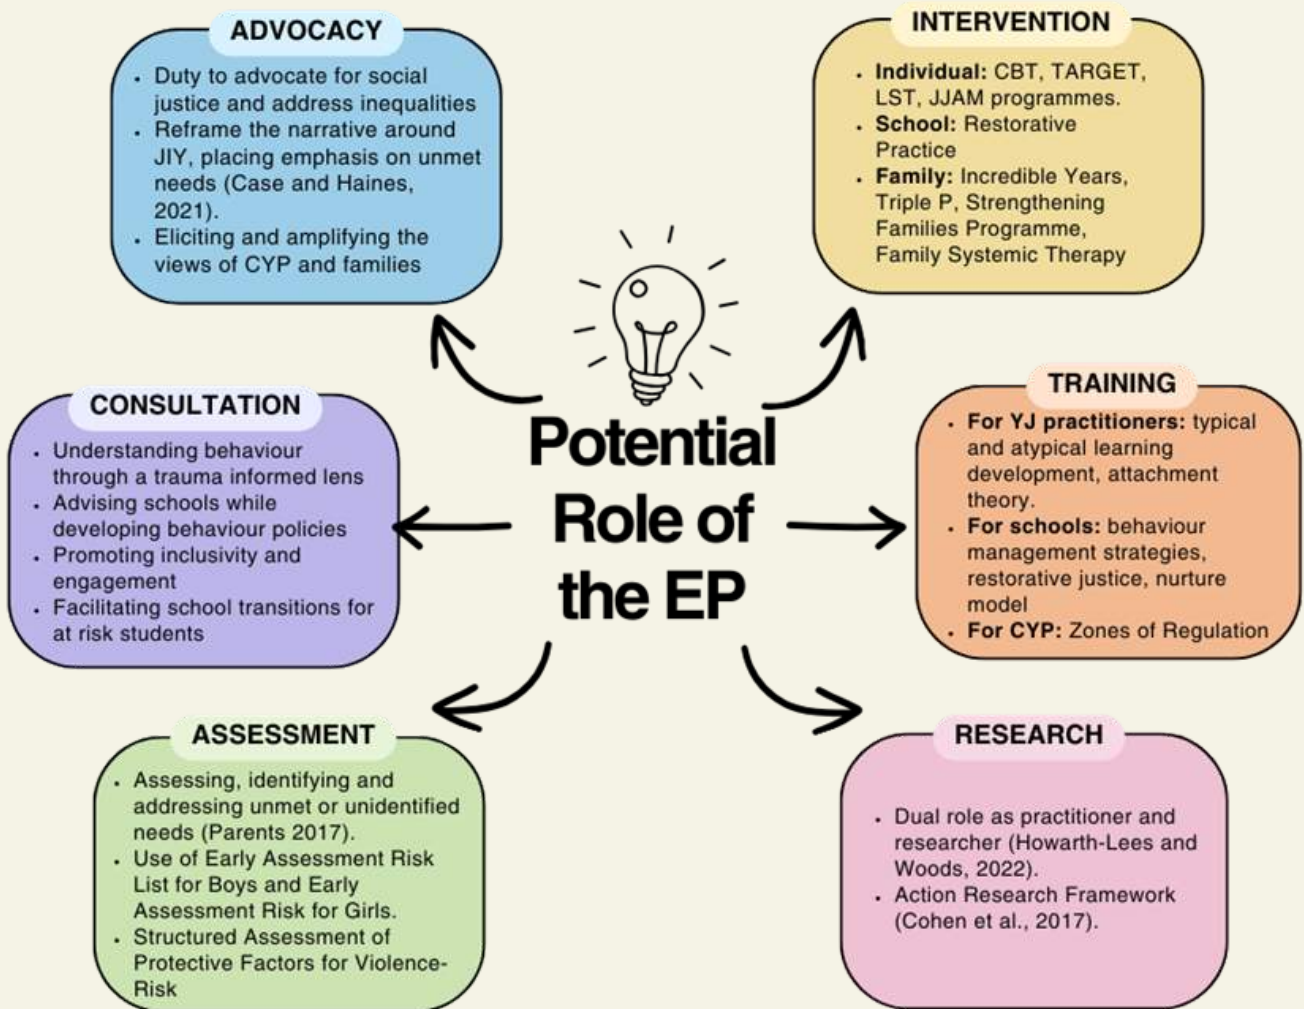 ADVOCACY
• Duty to advocate for social
justice and address inequalities
• Reframe the narrative around
JIY, placing emphasis on unmet
needs (Case and Haines,
2021).
• Eliciting and amplifying the
views of CYP and families
INTERVENTION
• Individual: CBT, TARGET,
LST, JJAM programmes.
• School: Restorative
Practice
• Family: Incredible Years,
Triple P, Strengthening
Families Programme,
Family Systemic Therapy
CONSULTATION
• Understanding behaviour
through a trauma informed lens
• Advising schools while
developing behaviour policies
• Promoting inclusivity and
engagement
• Facilitating school transitions for
at risk students
Potential
Role of
the EP
TRAINING
• For YJ practitioners: typical
and atypical learning
development, attachment
theory.
• For schools: behaviour
management strategies,
restorative justice, nurture
model
• For CYP: Zones of Regulation
ASSESSMENT
• Assessing, identifying and
addressing unmet or unidentified
needs (Parents 2017).
• Use of Early Assessment Risk
List for Boys and Early
Assessment Risk for Girls.
• Structured Assessment of
Protective Factors for Violence-
Risk
RESEARCH
• Dual role as practitioner and
researcher (Howarth-Lees and
Woods, 2022).
• Action Research Framework
(Cohen et al., 2017).